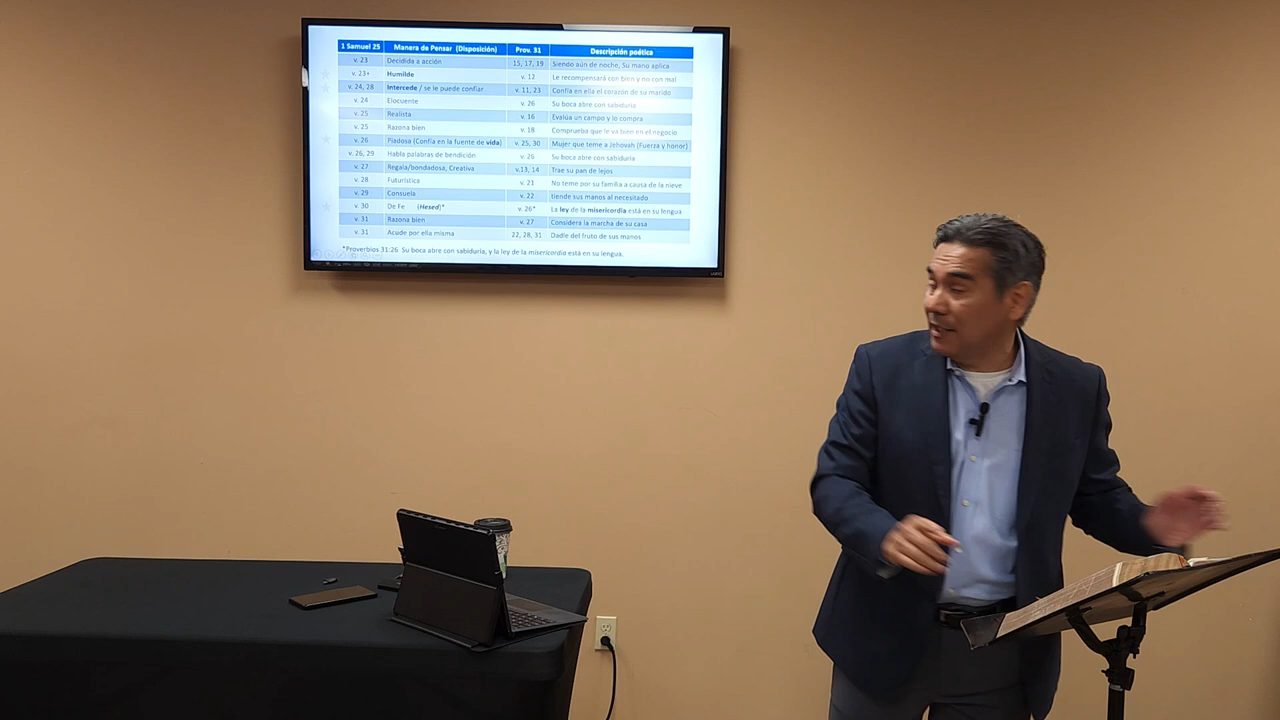 1 Samuel 25 Manera de Pensar (Disposición) Prov. 31 Descripción poética
v. 23 Decidida a acción 15, 17, 19 Siendo aún de noche, Su mano aplica
v. 23+ Humilde v. 12 Le recompensará con bien y no con mal
v. 24, 28 Intercede / se le puede confiar v. 11, 23 Confía en ella el corazón de su marido
v. 24 Elocuente v. 26 Su boca abre con sabiduría
v. 25 Realista v. 16 Evalúa un campo y lo compra
v. 25 Razona bien v. 18 Comprueba que le va bien en el negocio
v. 26 Piadosa (Confía en la fuente de vida) v. 25, 30 Mujer que teme a Jehovah (Fuerza y honor)
v. 26, 29 Habla palabras de bendición v. 26 Su boca abre con sabiduría
v. 27 Regala/bondadosa, Creativa v.13, 14 Trae su pan de lejos
v. 28 Futurística v. 21 No teme por su familia a causa de la nieve
v. 29 Consuela v. 22 tiende sus manos al necesitado
v. 30 De Fe (Hesed)* v. 26* La ley de la misericordia está en su lengua
v. 31 Razona bien v. 27 Considera la marcha de su casa
v. 31 Acude por ella misma 22, 28, 31 Dadle del fruto de sus manos
*Proverbios 31:26 Su boca abre con sabiduría, y la ley de la misericordia está en su lengua.